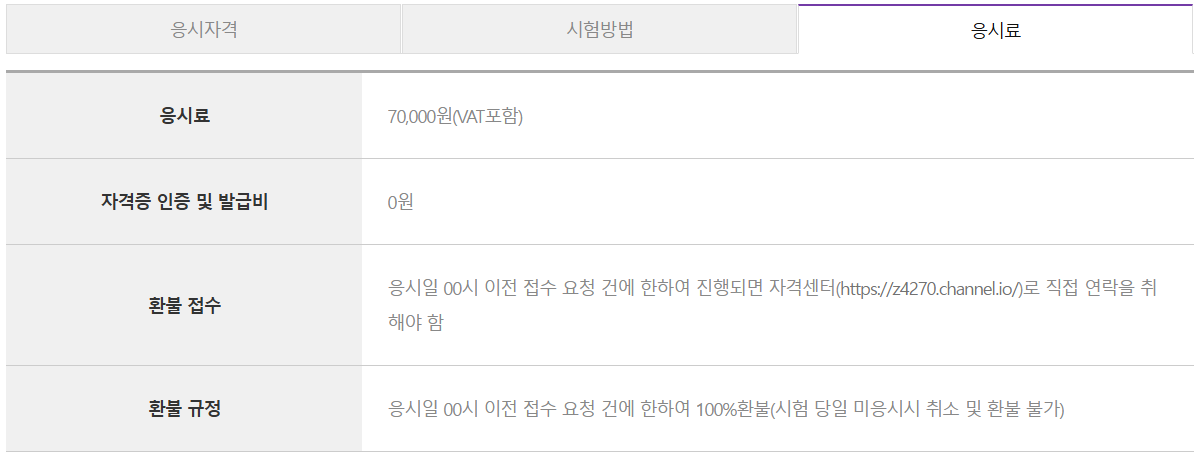 응시자격 시험방법 응시료
응시료 70,000원(VAT포함)
자격증 인증 및 발급비 0원
환불 접수 응시일 00시 이전 접수 요청 건에 한하여 진행되면 자격센터(https://z4270.channel.io/)로 직접 연락을 취
해야 함
환불 규정 응시일 00시 이전 접수 요청 건에 한하여 100%환불(시험 당일 미응시시 취소 및 환불 불가)